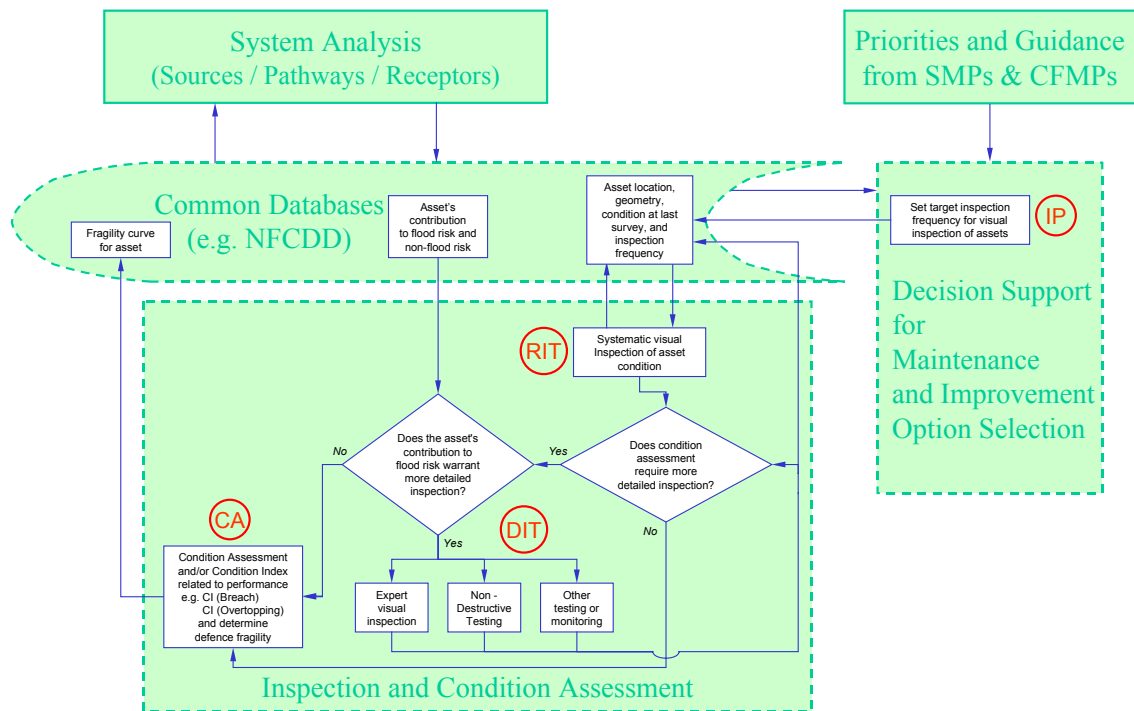 System Analysis
(Sources / Pathways / Receptors)
Priorities and Guidance
from SMPs & CFMPs
Common Databases
(e.g. NFCDD)
Fragility curve
for asset
Asset's
contribution
to flood risk and
non-flood risk
Asset location,
geometry,
condition at last
survey, and
inspection
frequency
Set target inspection
frequency for visual
inspection of assets
IP
Decision Support
for
Maintenance
and Improvement
Option Selection
RIT
Systematic visual
Inspection of asset
condition
Does the asset's
contribution to
flood risk warrant
more detailed
inspection?
No
Yes
Does condition
assessment
require more
detailed inspection?
Yes
No
CA
DIT
Condition Assessment
and/or Condition Index
related to performance
e.g. CI (Breach)
CI (Overtopping)
and determine
defence fragility
Expert
visual
inspection
Non -
Destructive
Testing
Other
testing or
monitoring
Inspection and Condition Assessment